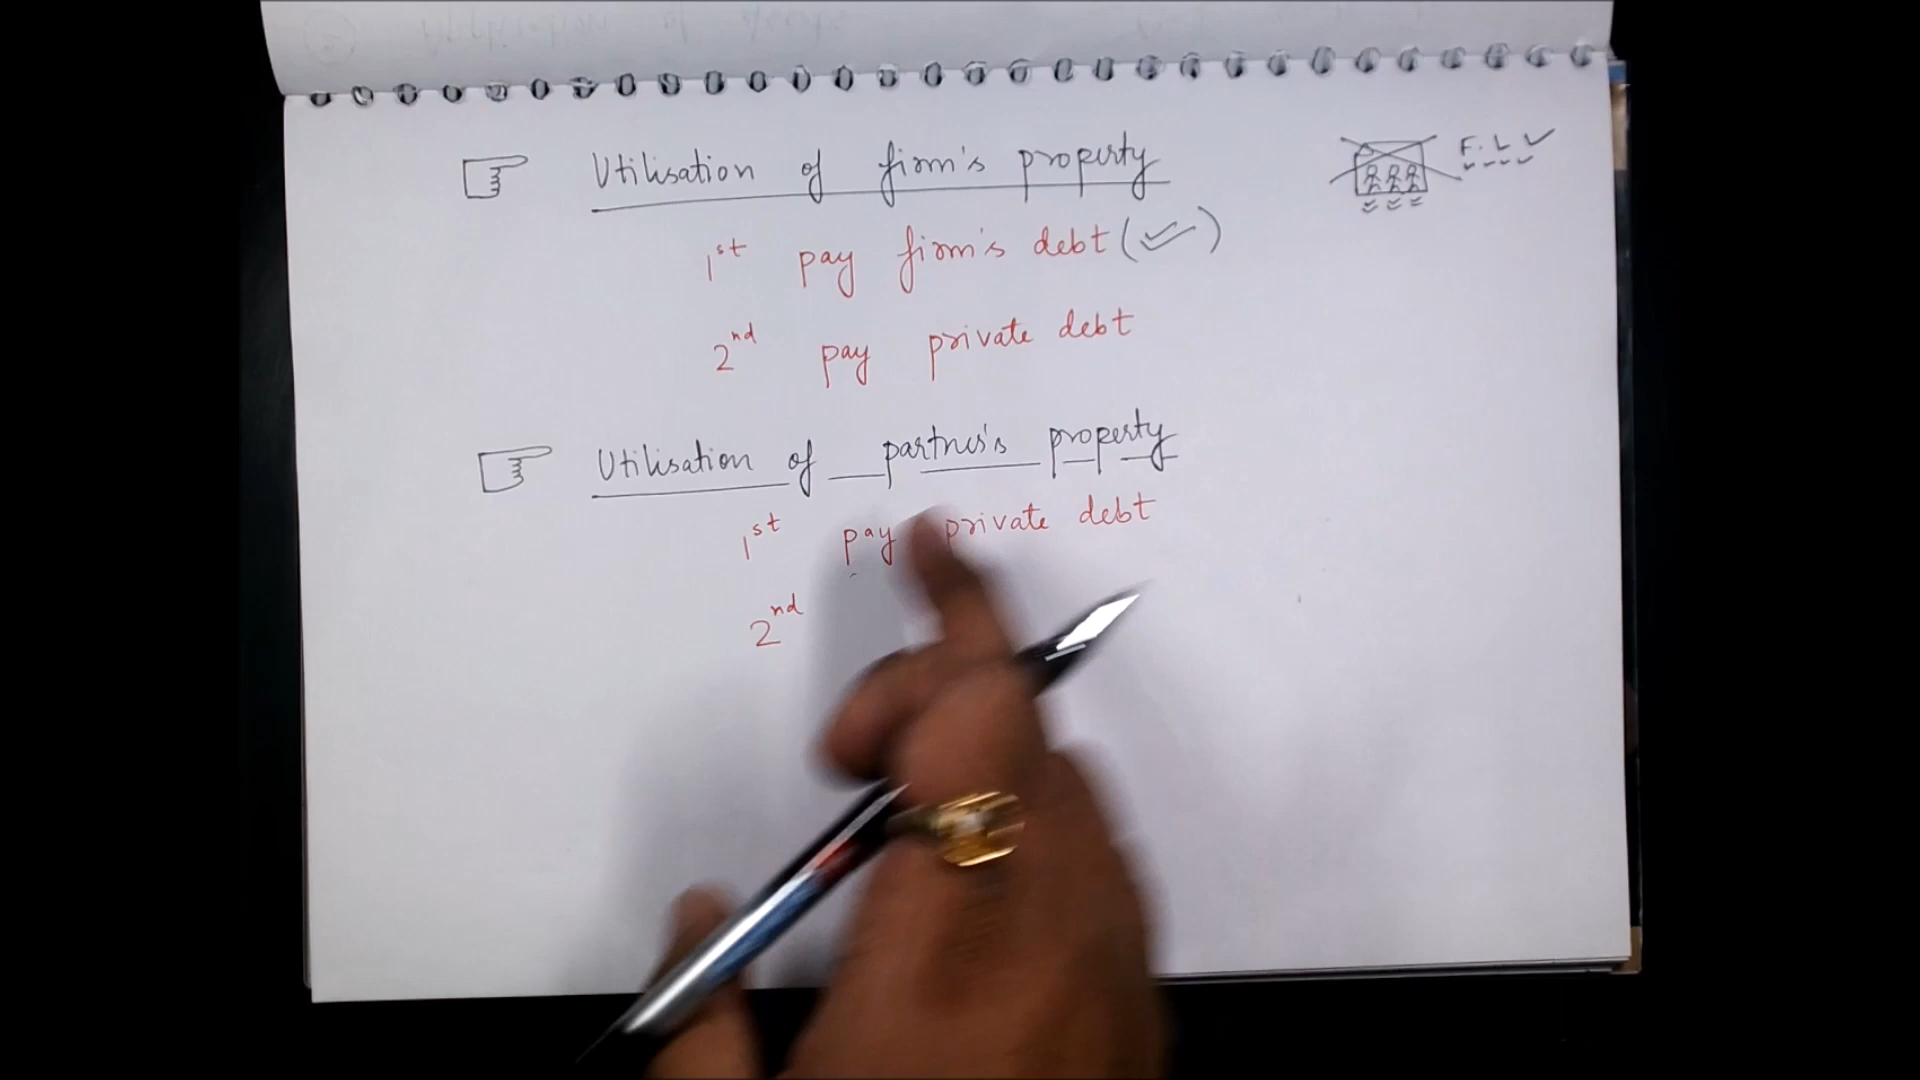 Utilisation of firm's property
F. L
1st pay firm's debt ( )
2nd pay private debt
Utilisation of partner's property
1st pay private debt
2nd